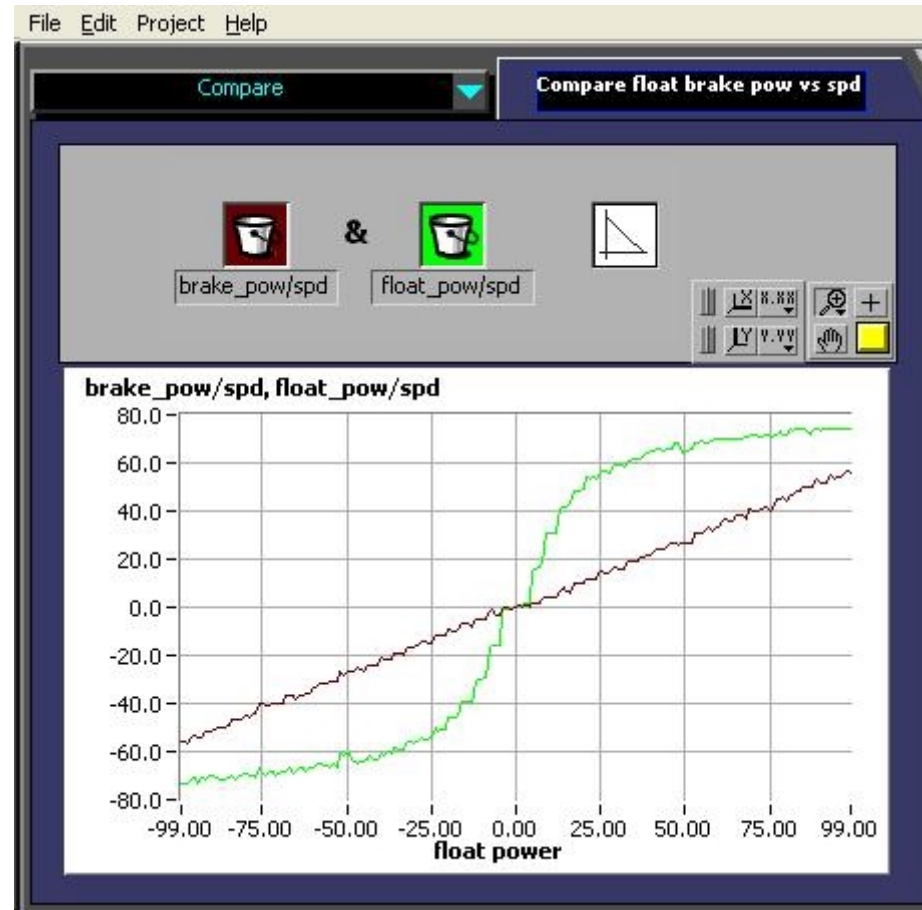 File Edit Project Help
Compare
Compare float brake pow vs spd
&
brake_pow/spd
float_pow/spd
X X.XX
Y Y.YY
brake_pow/spd, float_pow/spd
80.0
60.0
40.0
20.0
0.0
-20.0
-40.0
-60.0
-80.0
-99.00 -75.00 -50.00 -25.00 0.00 25.00 50.00 75.00 99.00
float power